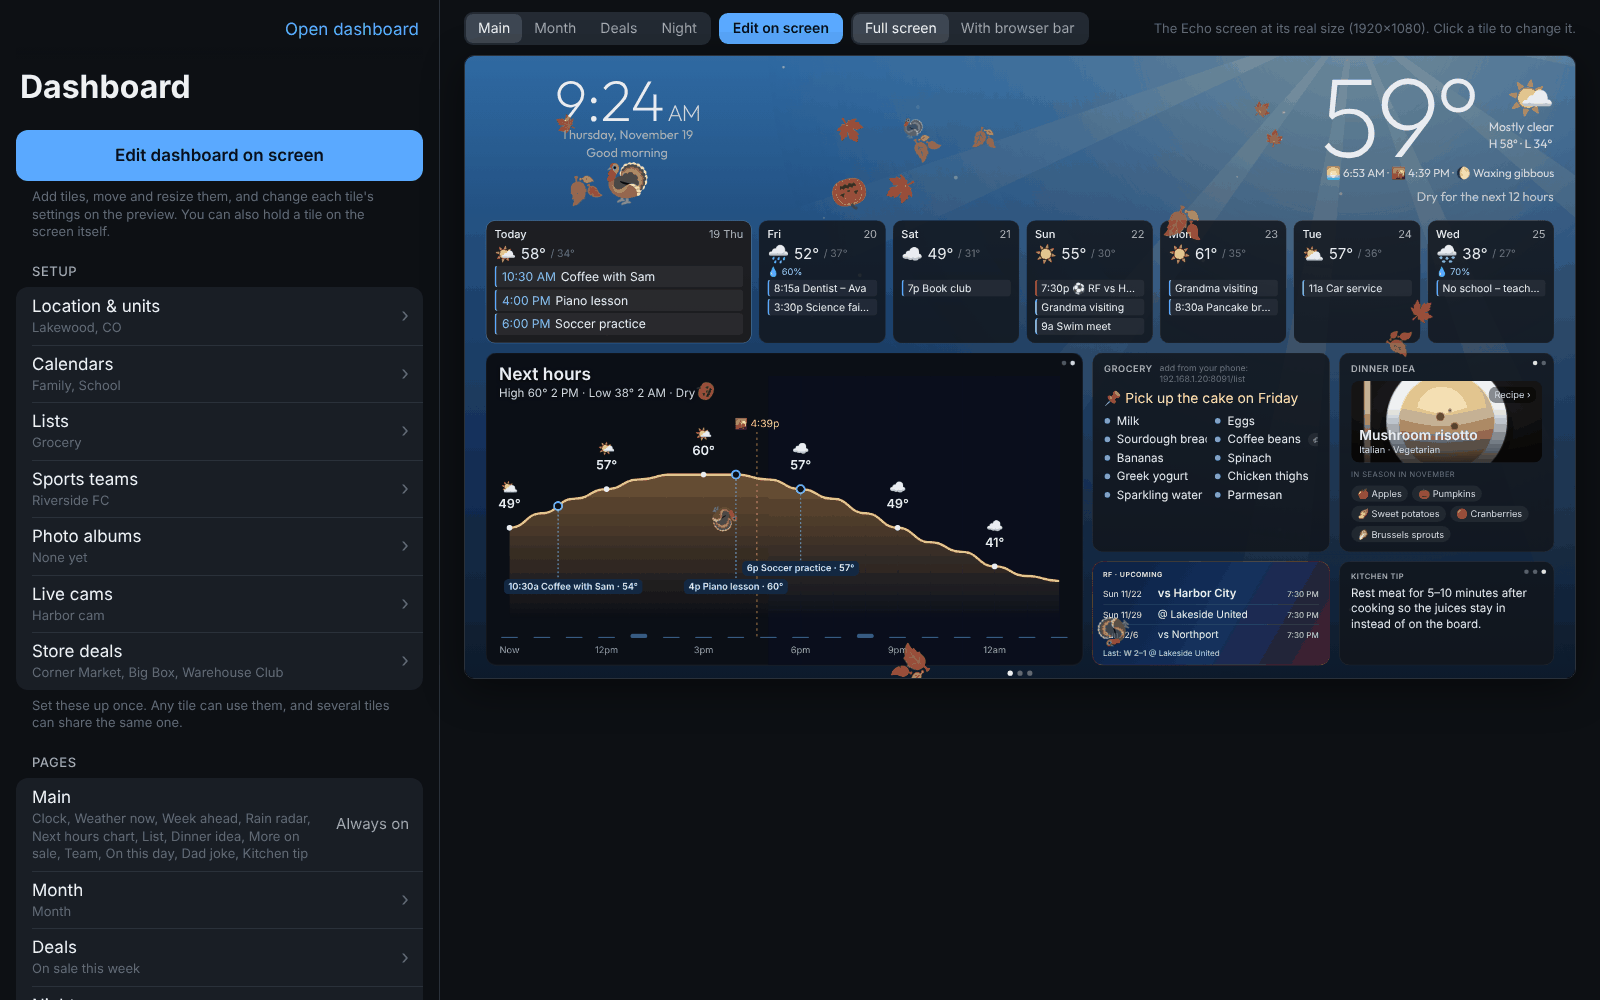 Open dashboard
Dashboard
Edit dashboard on screen
Add tiles, move and resize them, and change each tile's
settings on the preview. You can also hold a tile on the
screen itself.
SETUP
Location & units
Lakewood, CO
Calendars
Family, School
Lists
Grocery
Sports teams
Riverside FC
Photo albums
None yet
Live cams
Harbor cam
Store deals
Corner Market, Big Box, Warehouse Club
Set these up once. Any tile can use them, and several tiles
can share the same one.
PAGES
Main
Clock, Weather now, Week ahead, Rain radar,
Next hours chart, List, Dinner idea, More on
sale, Team, On this day, Dad joke, Kitchen tip
Always on
Month
Month
Deals
On sale this week
Main Month Deals Night
Edit on screen
Full screen With browser bar
The Echo screen at its real size (1920×1080). Click a tile to change it.
9:24 AM
Thursday, November 19
Good morning
59°
Mostly clear
H 58° · L 34°
6:53 AM · 4:39 PM · Waxing gibbous
Dry for the next 12 hours
Today 19 Thu
58° / 34°
10:30 AM Coffee with Sam
4:00 PM Piano lesson
6:00 PM Soccer practice
Fri 20
52° / 37°
60%
8:15a Dentist – Ava
3:30p Science fai...
Sat 21
49° / 31°
7p Book club
Sun 22
55° / 30°
7:30p RF vs H...
Grandma visiting
9a Swim meet
Mon 23
61° / 35°
Grandma visiting
8:30a Pancake br...
Tue 24
57° / 36°
11a Car service
Wed 25
38° / 27°
70%
No school – teach...
Next hours
High 60° 2 PM · Low 38° 2 AM · Dry
4:39p
49°
57°
60°
57°
49°
41°
6p Soccer practice · 57°
10:30a Coffee with Sam · 54°
4p Piano lesson · 60°
Now 12pm 3pm 6pm 9pm 12am
GROCERY add from your phone:
192.168.1.20:8091/list
Pick up the cake on Friday
Milk
Sourdough brea
Bananas
Greek yogurt
Sparkling water
Eggs
Coffee beans
Spinach
Chicken thighs
Parmesan
DINNER IDEA
Recipe ›
Mushroom risotto
Italian · Vegetarian
IN SEASON IN NOVEMBER
Apples Pumpkins
Sweet potatoes Cranberries
Brussels sprouts
RF · UPCOMING
Sun 11/22 vs Harbor City 7:30 PM
Sun 11/29 @ Lakeside United 7:30 PM
12/6 vs Northport 7:30 PM
Last: W 2–1 @ Lakeside United
KITCHEN TIP
Rest meat for 5–10 minutes after
cooking so the juices stay in
instead of on the board.